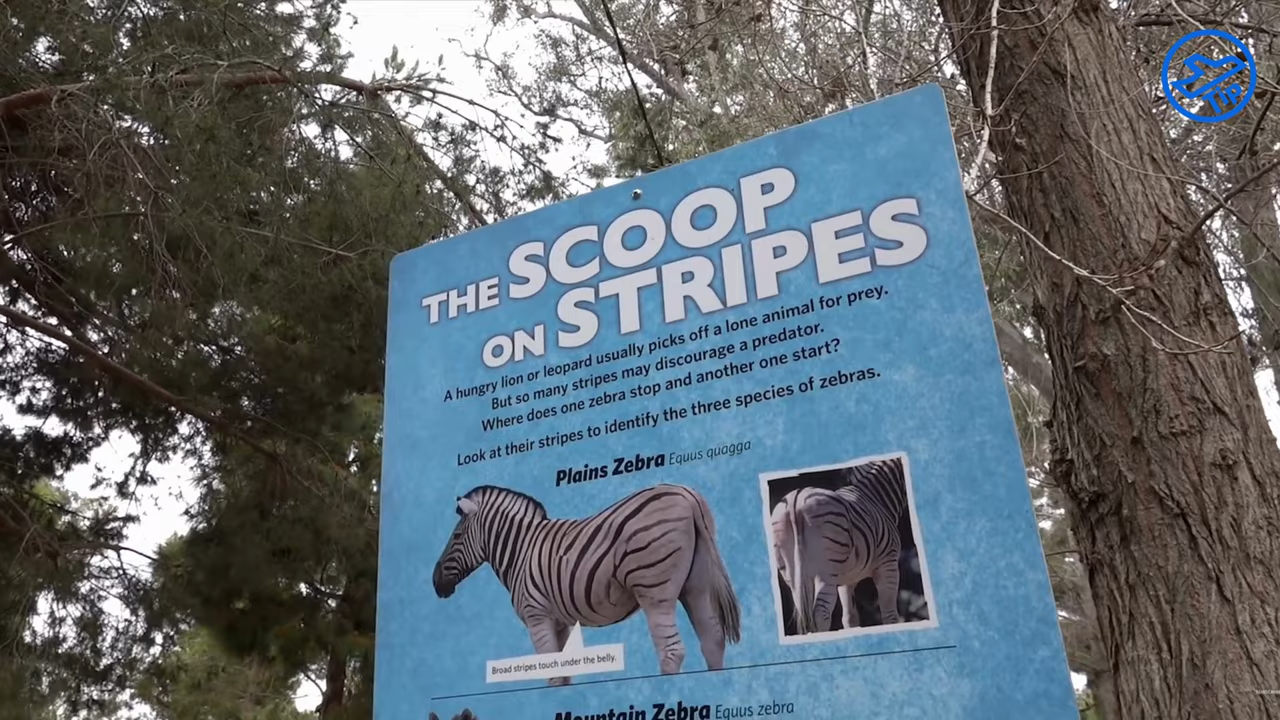 THE SCOOP
ON STRIPES
A hungry lion or leopard usually picks off a lone animal for prey.
But so many stripes may discourage a predator.
Where does one zebra stop and another one start?
Look at their stripes to identify the three species of zebras.
Plains Zebra Equus quagga
Broad stripes touch under the belly.
Mountain Zebra Equus zebra
TIP